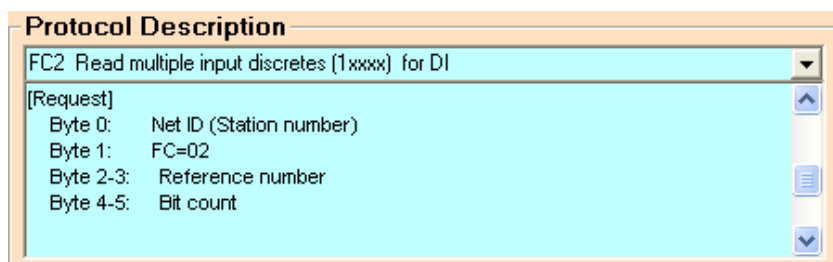 Protocol Description
FC2 Read multiple input discretes (1xxxx) for DI
[Request]
Byte 0: Net ID (Station number)
Byte 1: FC=02
Byte 2-3: Reference number
Byte 4-5: Bit count